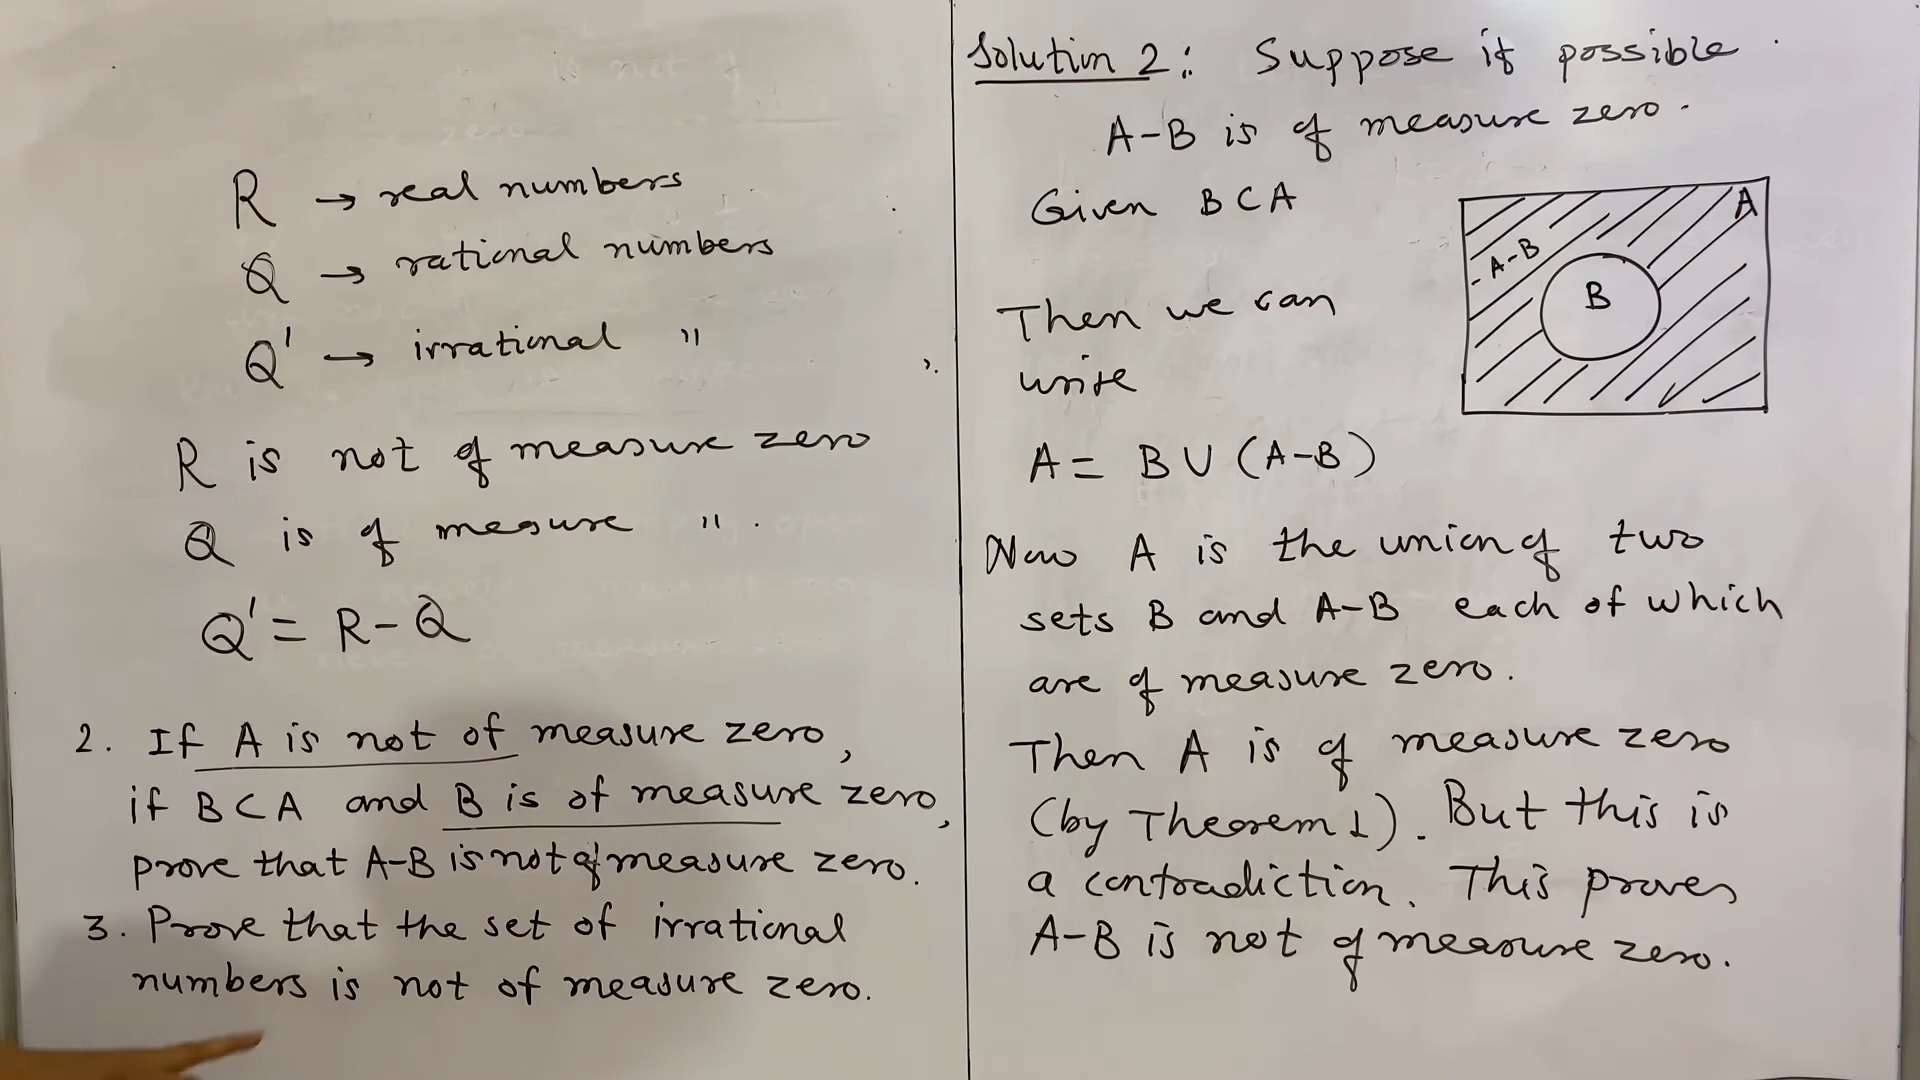 R → real numbers
Q → rational numbers
Q' → irrational "
R is not of measure zero
Q is of measure " .
Q' = R - Q
2. If A is not of measure zero,
if B ⊂ A and B is of measure zero,
prove that A-B is not of measure zero.
3. Prove that the set of irrational
numbers is not of measure zero.
Solution 2: Suppose if possible
A-B is of measure zero.
Given B ⊂ A
A
A-B
B
Then we can
write
A = B ∪ (A-B)
Now A is the union of two
sets B and A-B each of which
are of measure zero.
Then A is of measure zero
(by Theorem 1). But this is
a contradiction. This proves
A-B is not of measure zero.